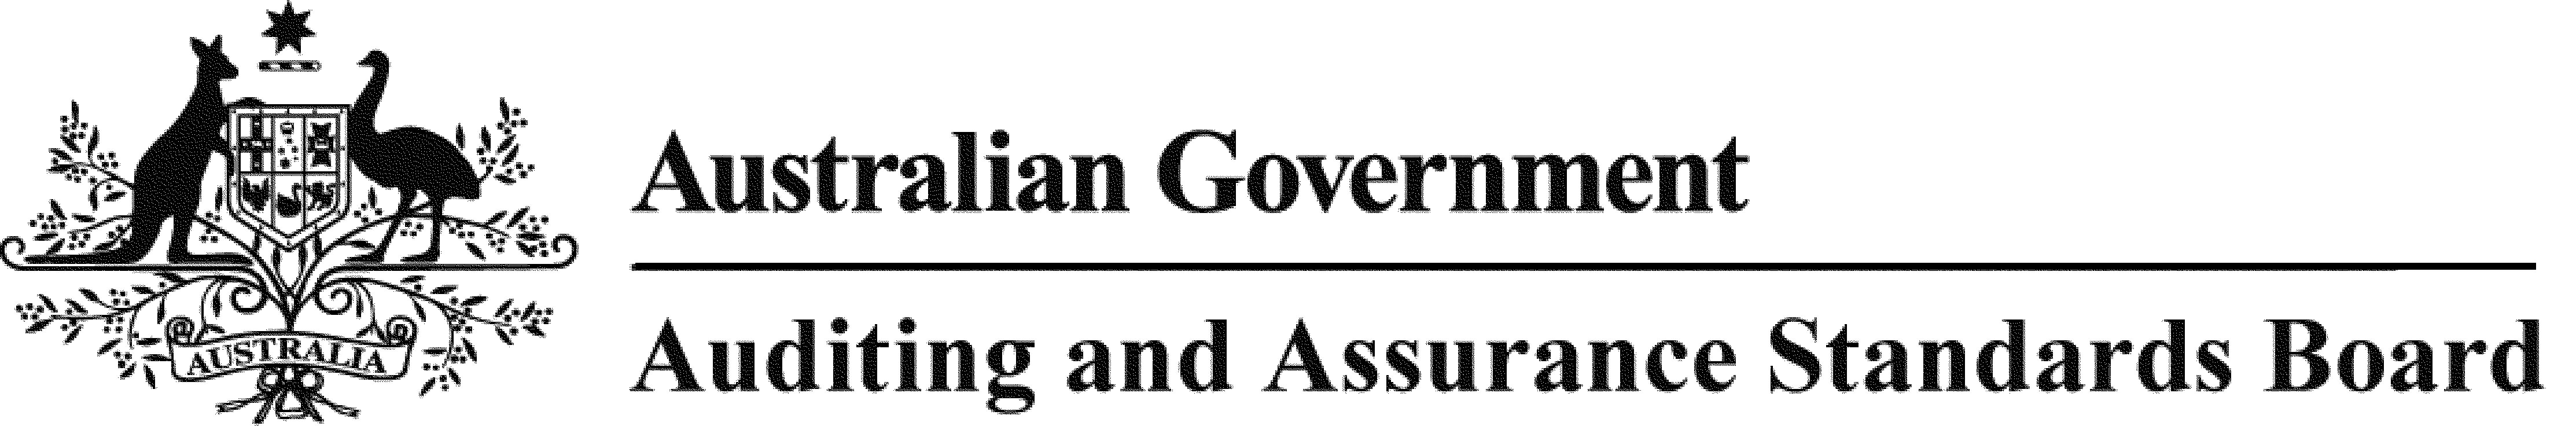 Australian Government
Auditing and Assurance Standards Board
AUSTRALIA